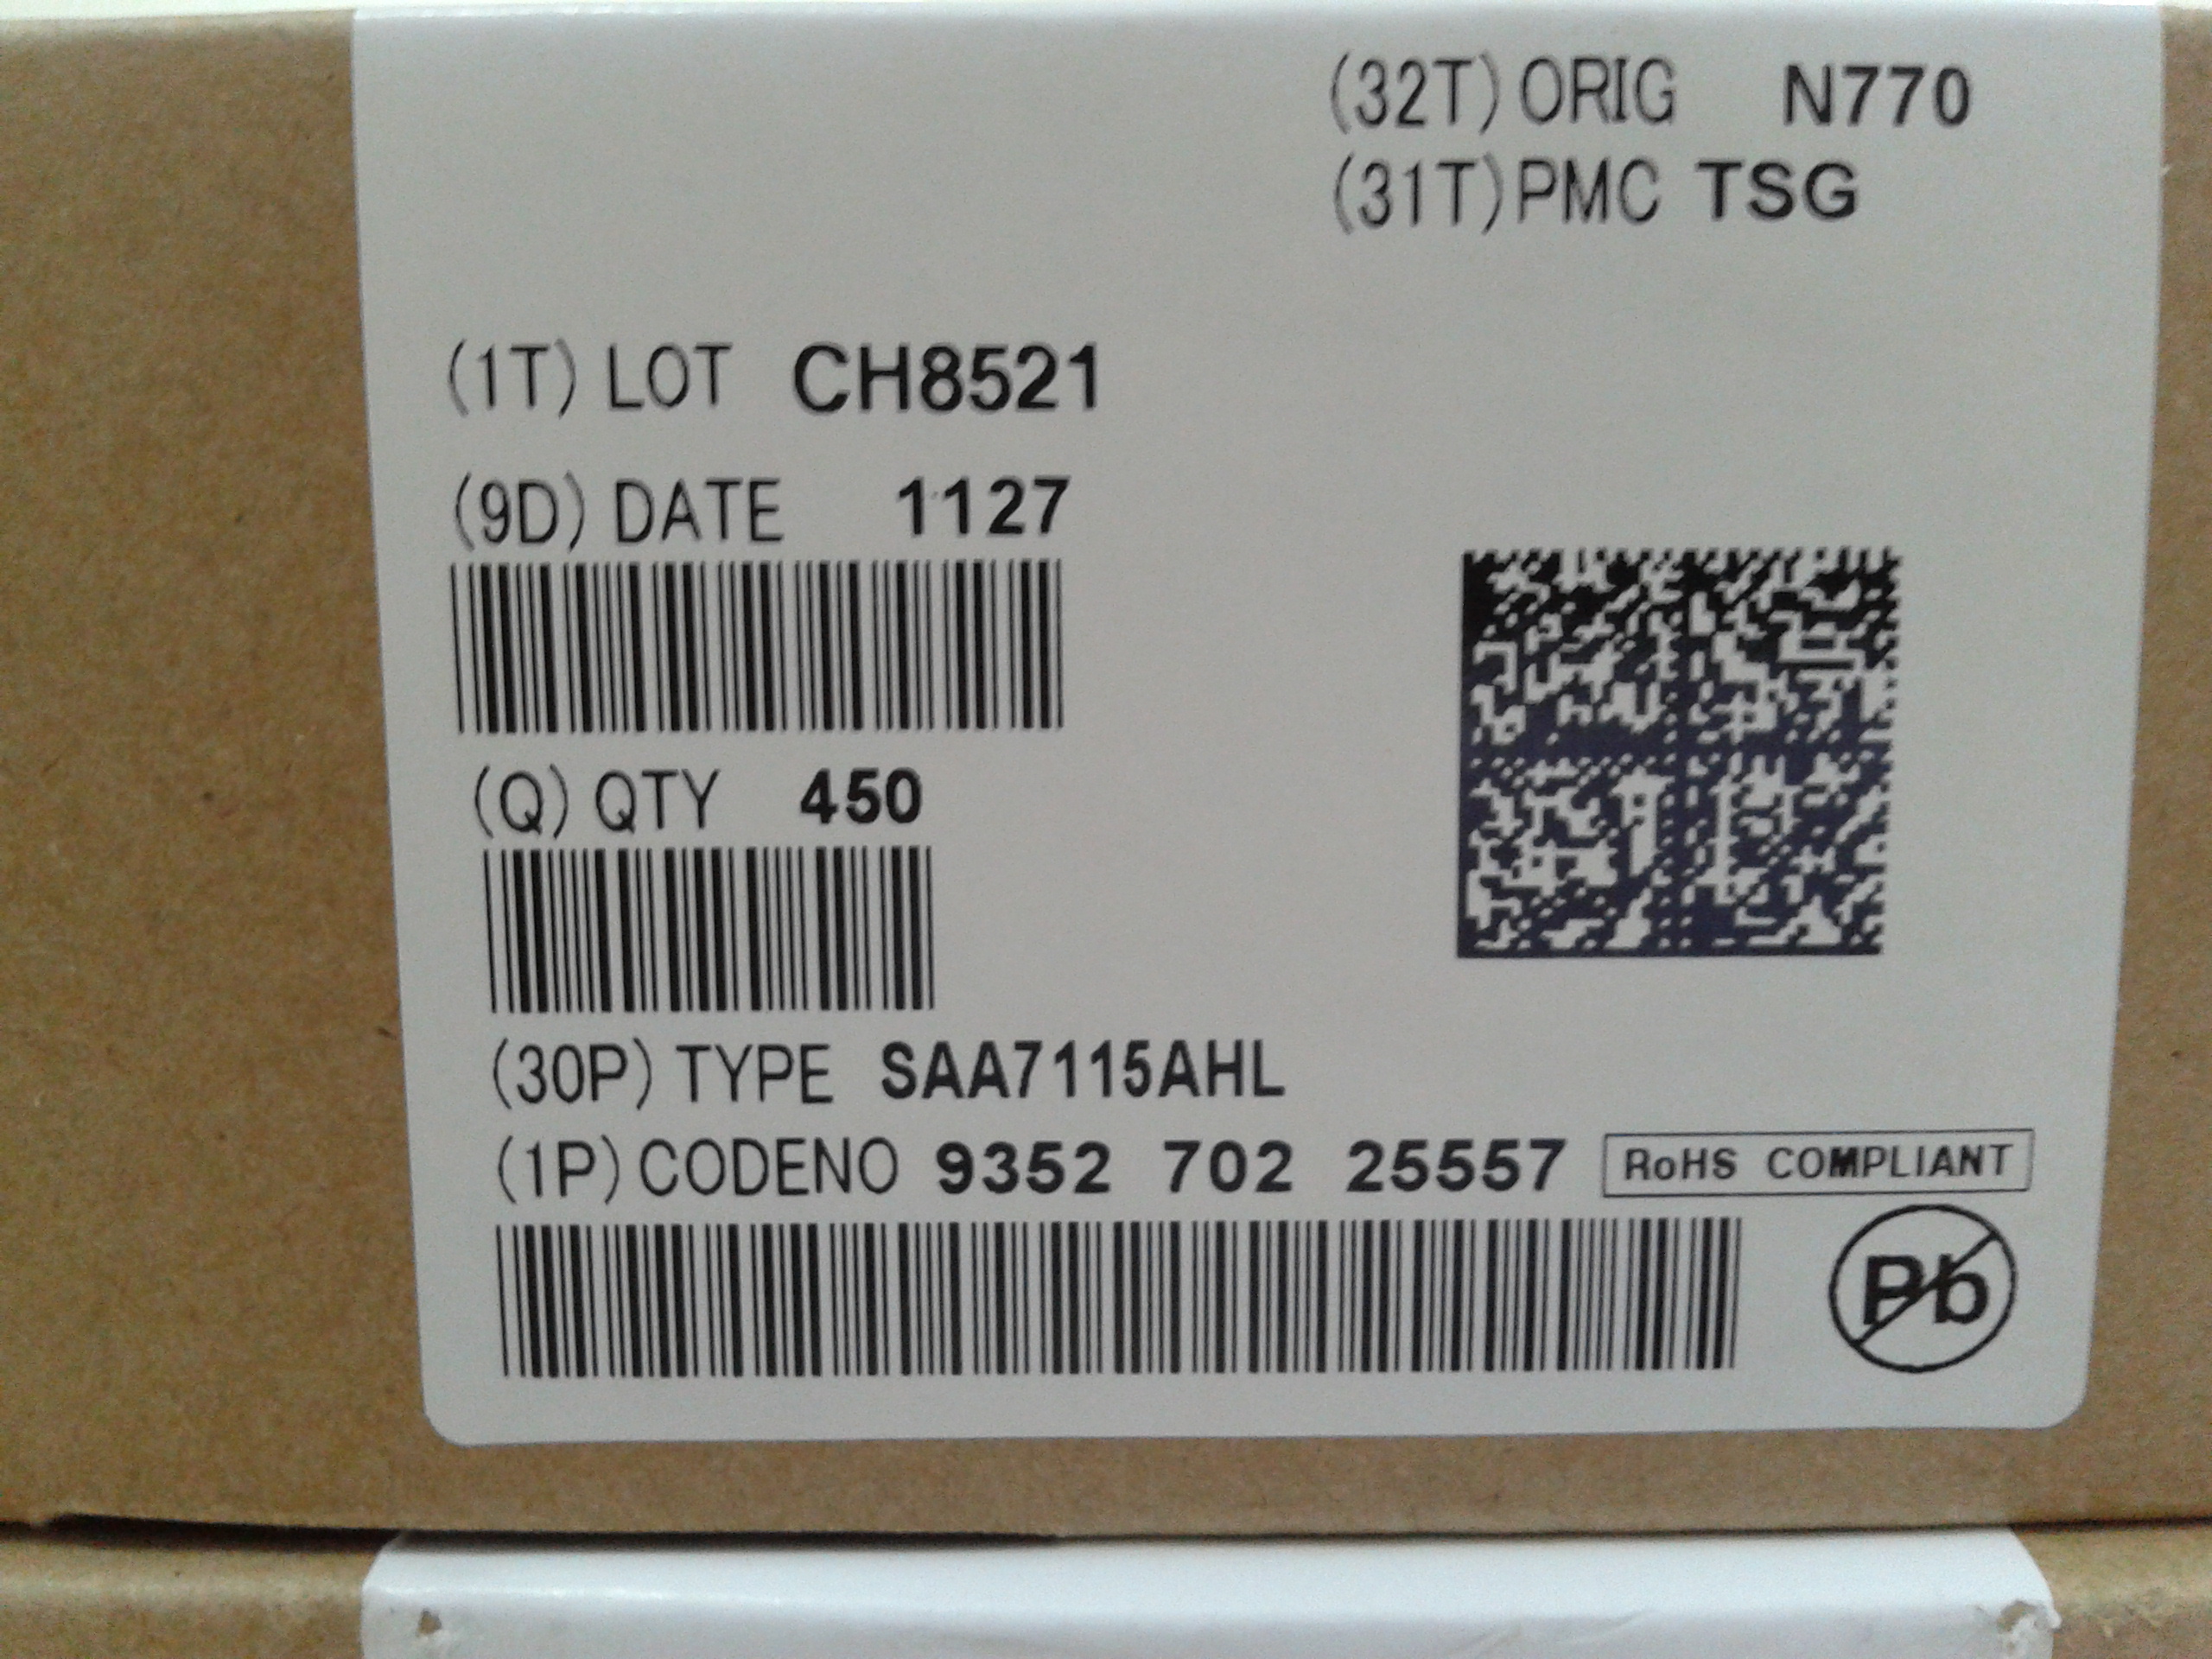 (32T) ORIG N770
(31T) PMC TSG
(1T) LOT CH8521
(9D) DATE 1127
(Q) QTY 450
(30P) TYPE SAA7115AHL
(1P) CODENO 9352 702 25557
RoHS COMPLIANT
Pb